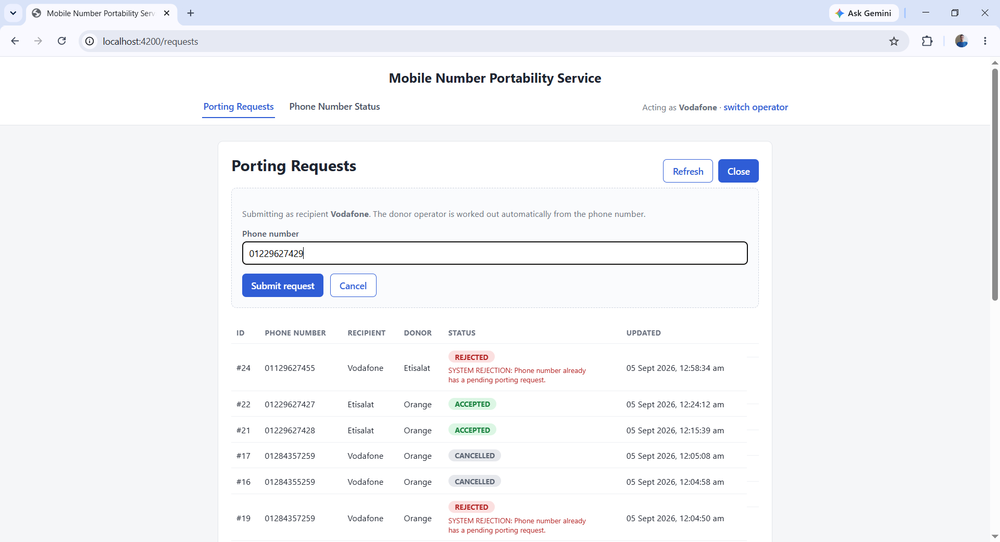 Mobile Number Portability Serv
Ask Gemini
localhost:4200/requests
Mobile Number Portability Service
Porting Requests
Phone Number Status
Acting as Vodafone · switch operator
Porting Requests
Refresh
Close
Submitting as recipient Vodafone. The donor operator is worked out automatically from the phone number.
Phone number
01229627429
Submit request
Cancel
ID PHONE NUMBER RECIPIENT DONOR STATUS UPDATED
#24 01129627455 Vodafone Etisalat REJECTED 05 Sept 2026, 12:58:34 am
SYSTEM REJECTION: Phone number already
has a pending porting request.
#22 01229627427 Etisalat Orange ACCEPTED 05 Sept 2026, 12:24:12 am
#21 01229627428 Etisalat Orange ACCEPTED 05 Sept 2026, 12:15:39 am
#17 01284357259 Vodafone Orange CANCELLED 05 Sept 2026, 12:05:08 am
#16 01284355259 Vodafone Orange CANCELLED 05 Sept 2026, 12:04:58 am
#19 01284357259 Vodafone Orange REJECTED 05 Sept 2026, 12:04:50 am
SYSTEM REJECTION: Phone number already
has a pending porting request.